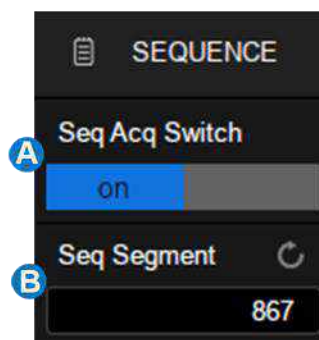 SEQUENCE
Seq Acq Switch
A
on
Seq Segment
B
867